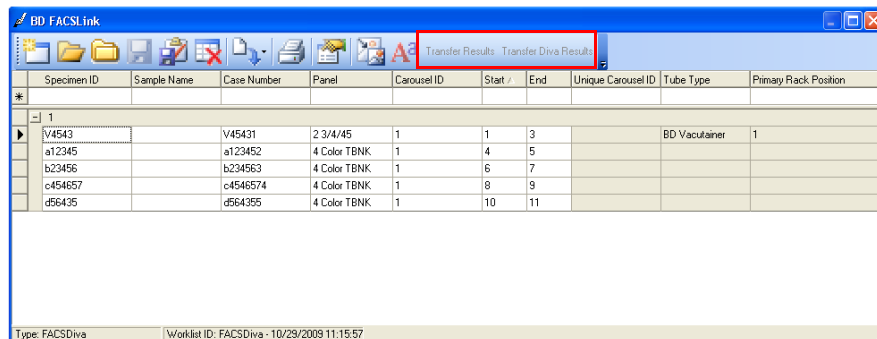 BD FACSLink
Transfer Results Transfer Diva Results
Specimen ID Sample Name Case Number Panel Carousel ID Start End Unique Carousel ID Tube Type Primary Rack Position
1
V4543 V45431 2 3/4/45 1 1 3 BD Vacutainer 1
a12345 a123452 4 Color TBNK 1 4 5
b23456 b234563 4 Color TBNK 1 6 7
c454657 c4546574 4 Color TBNK 1 8 9
d56435 d564355 4 Color TBNK 1 10 11
Type: FACSDiva Worklist ID: FACSDiva - 10/29/2009 11:15:57